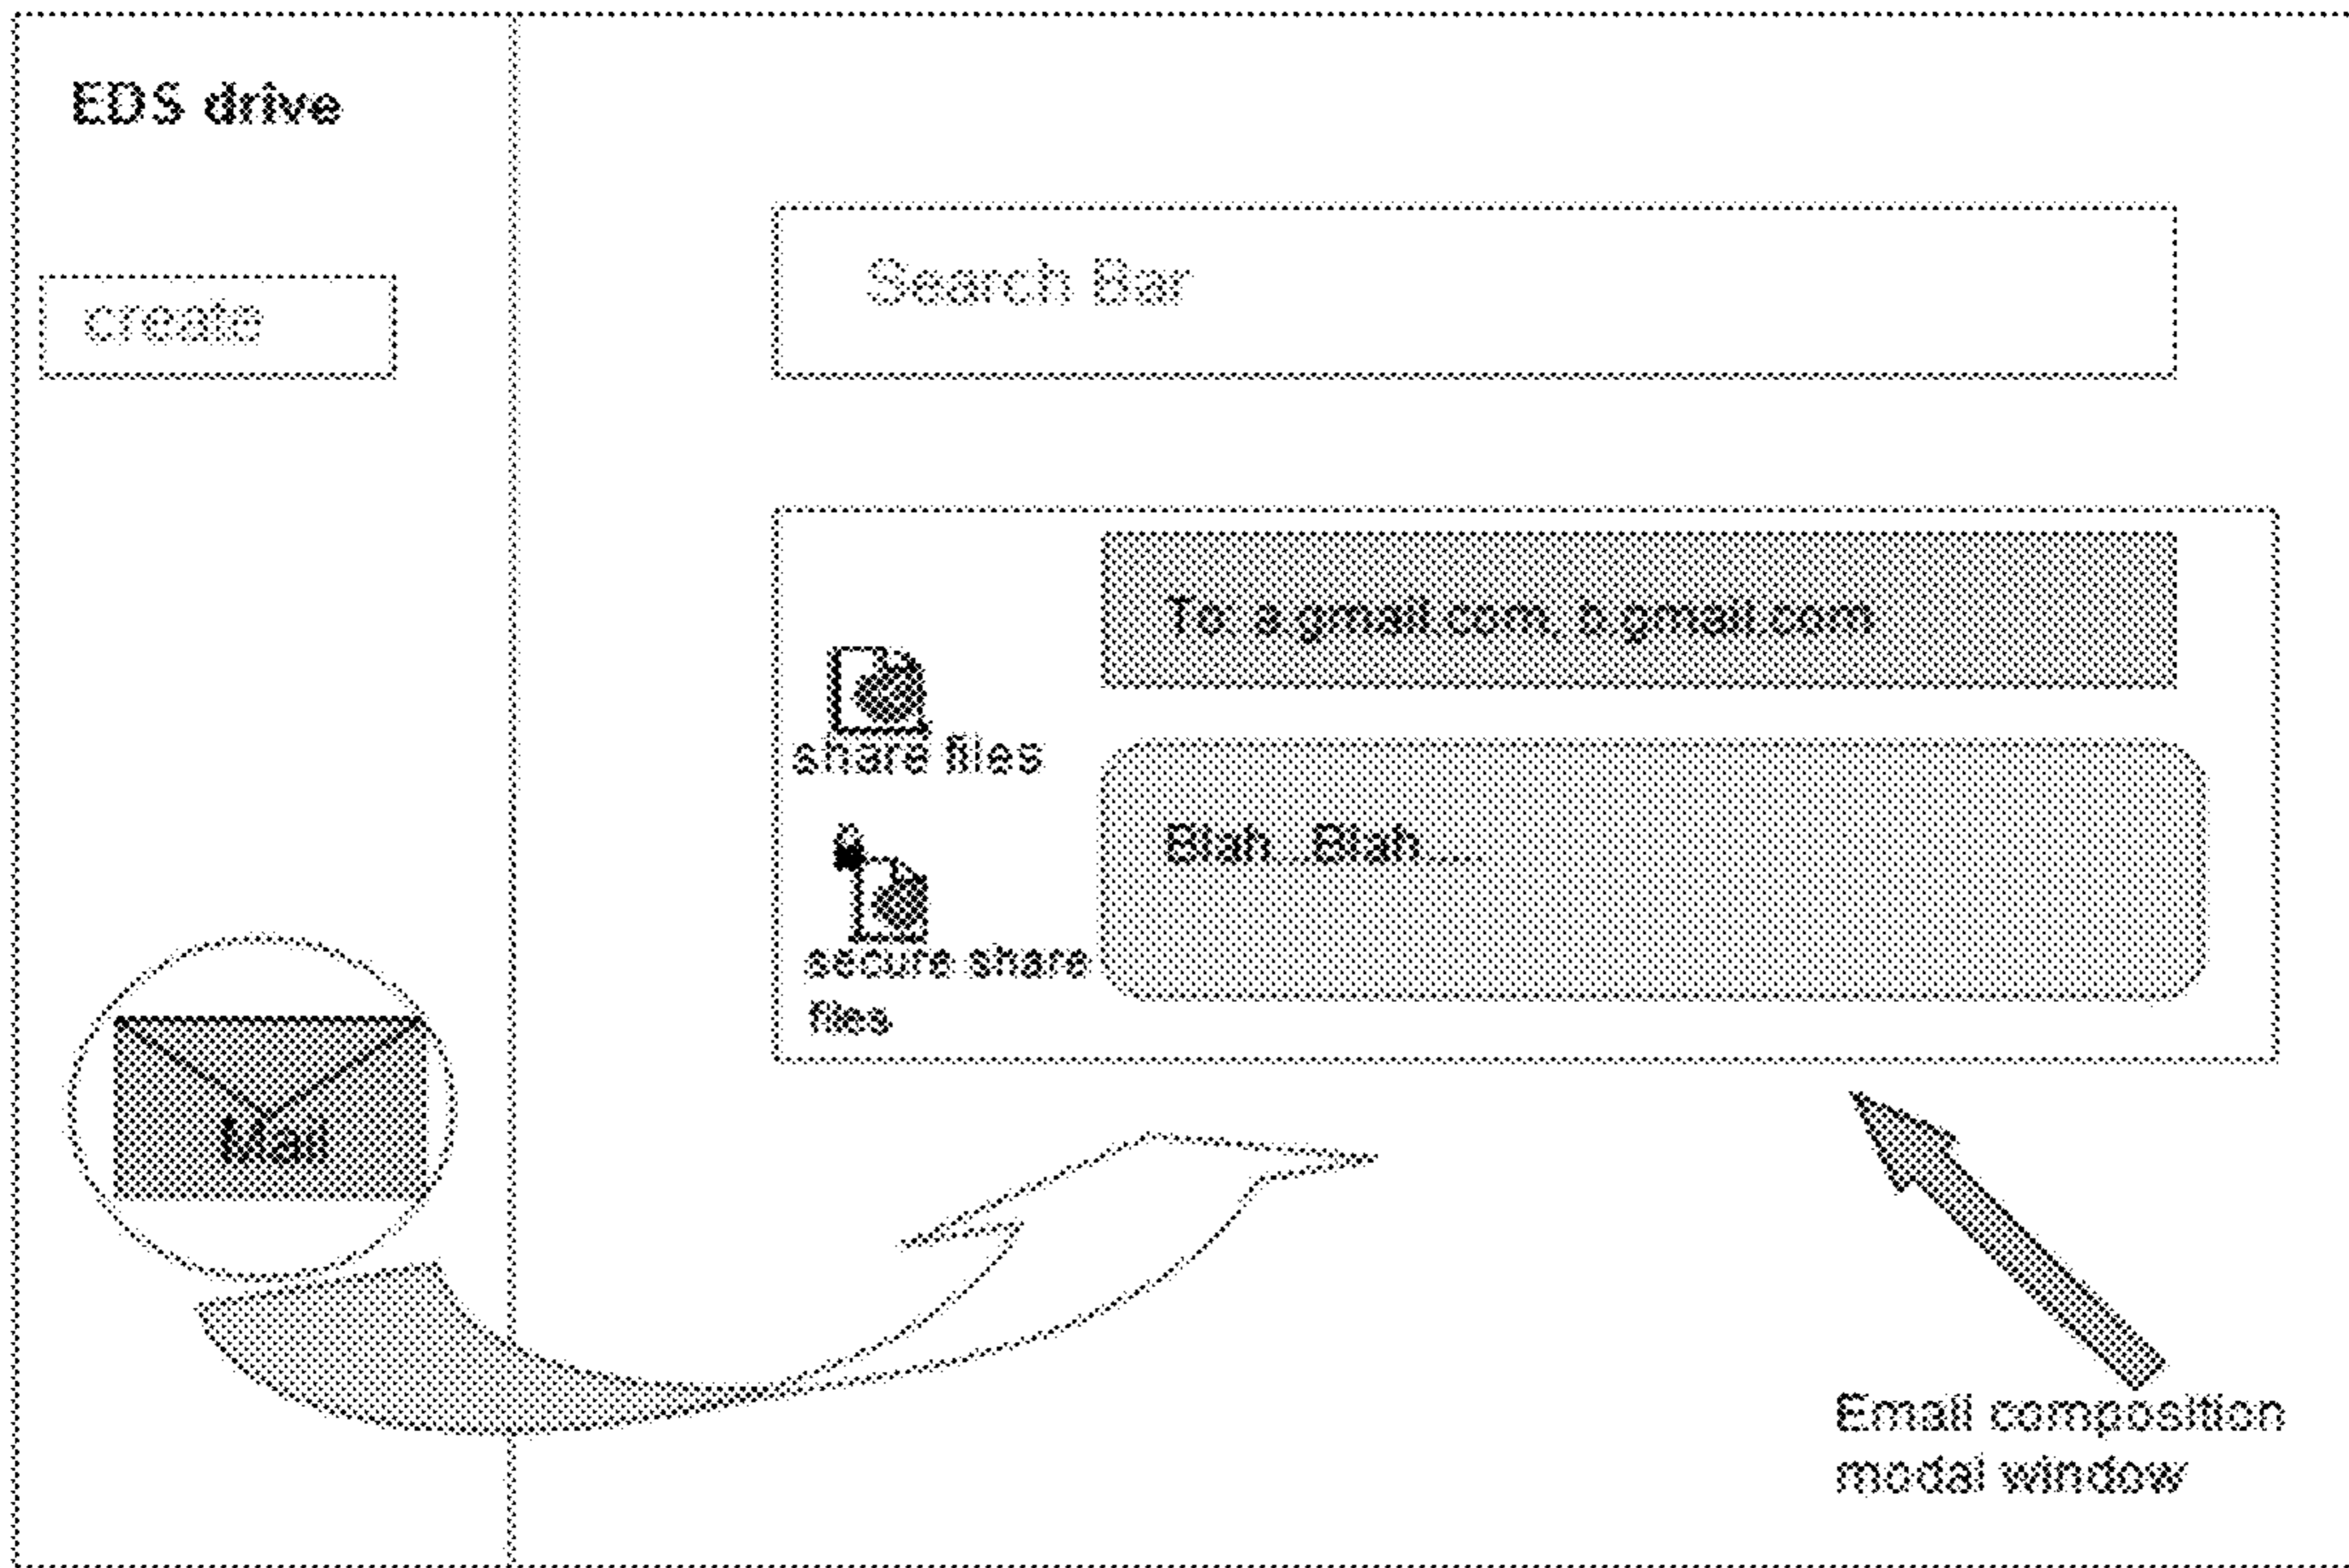 EDS drive
create
Search Bar
To: a.gmail.com, b.gmail.com
share files
Blah...Blah......
secure share
files
Mail
Email composition
modal window